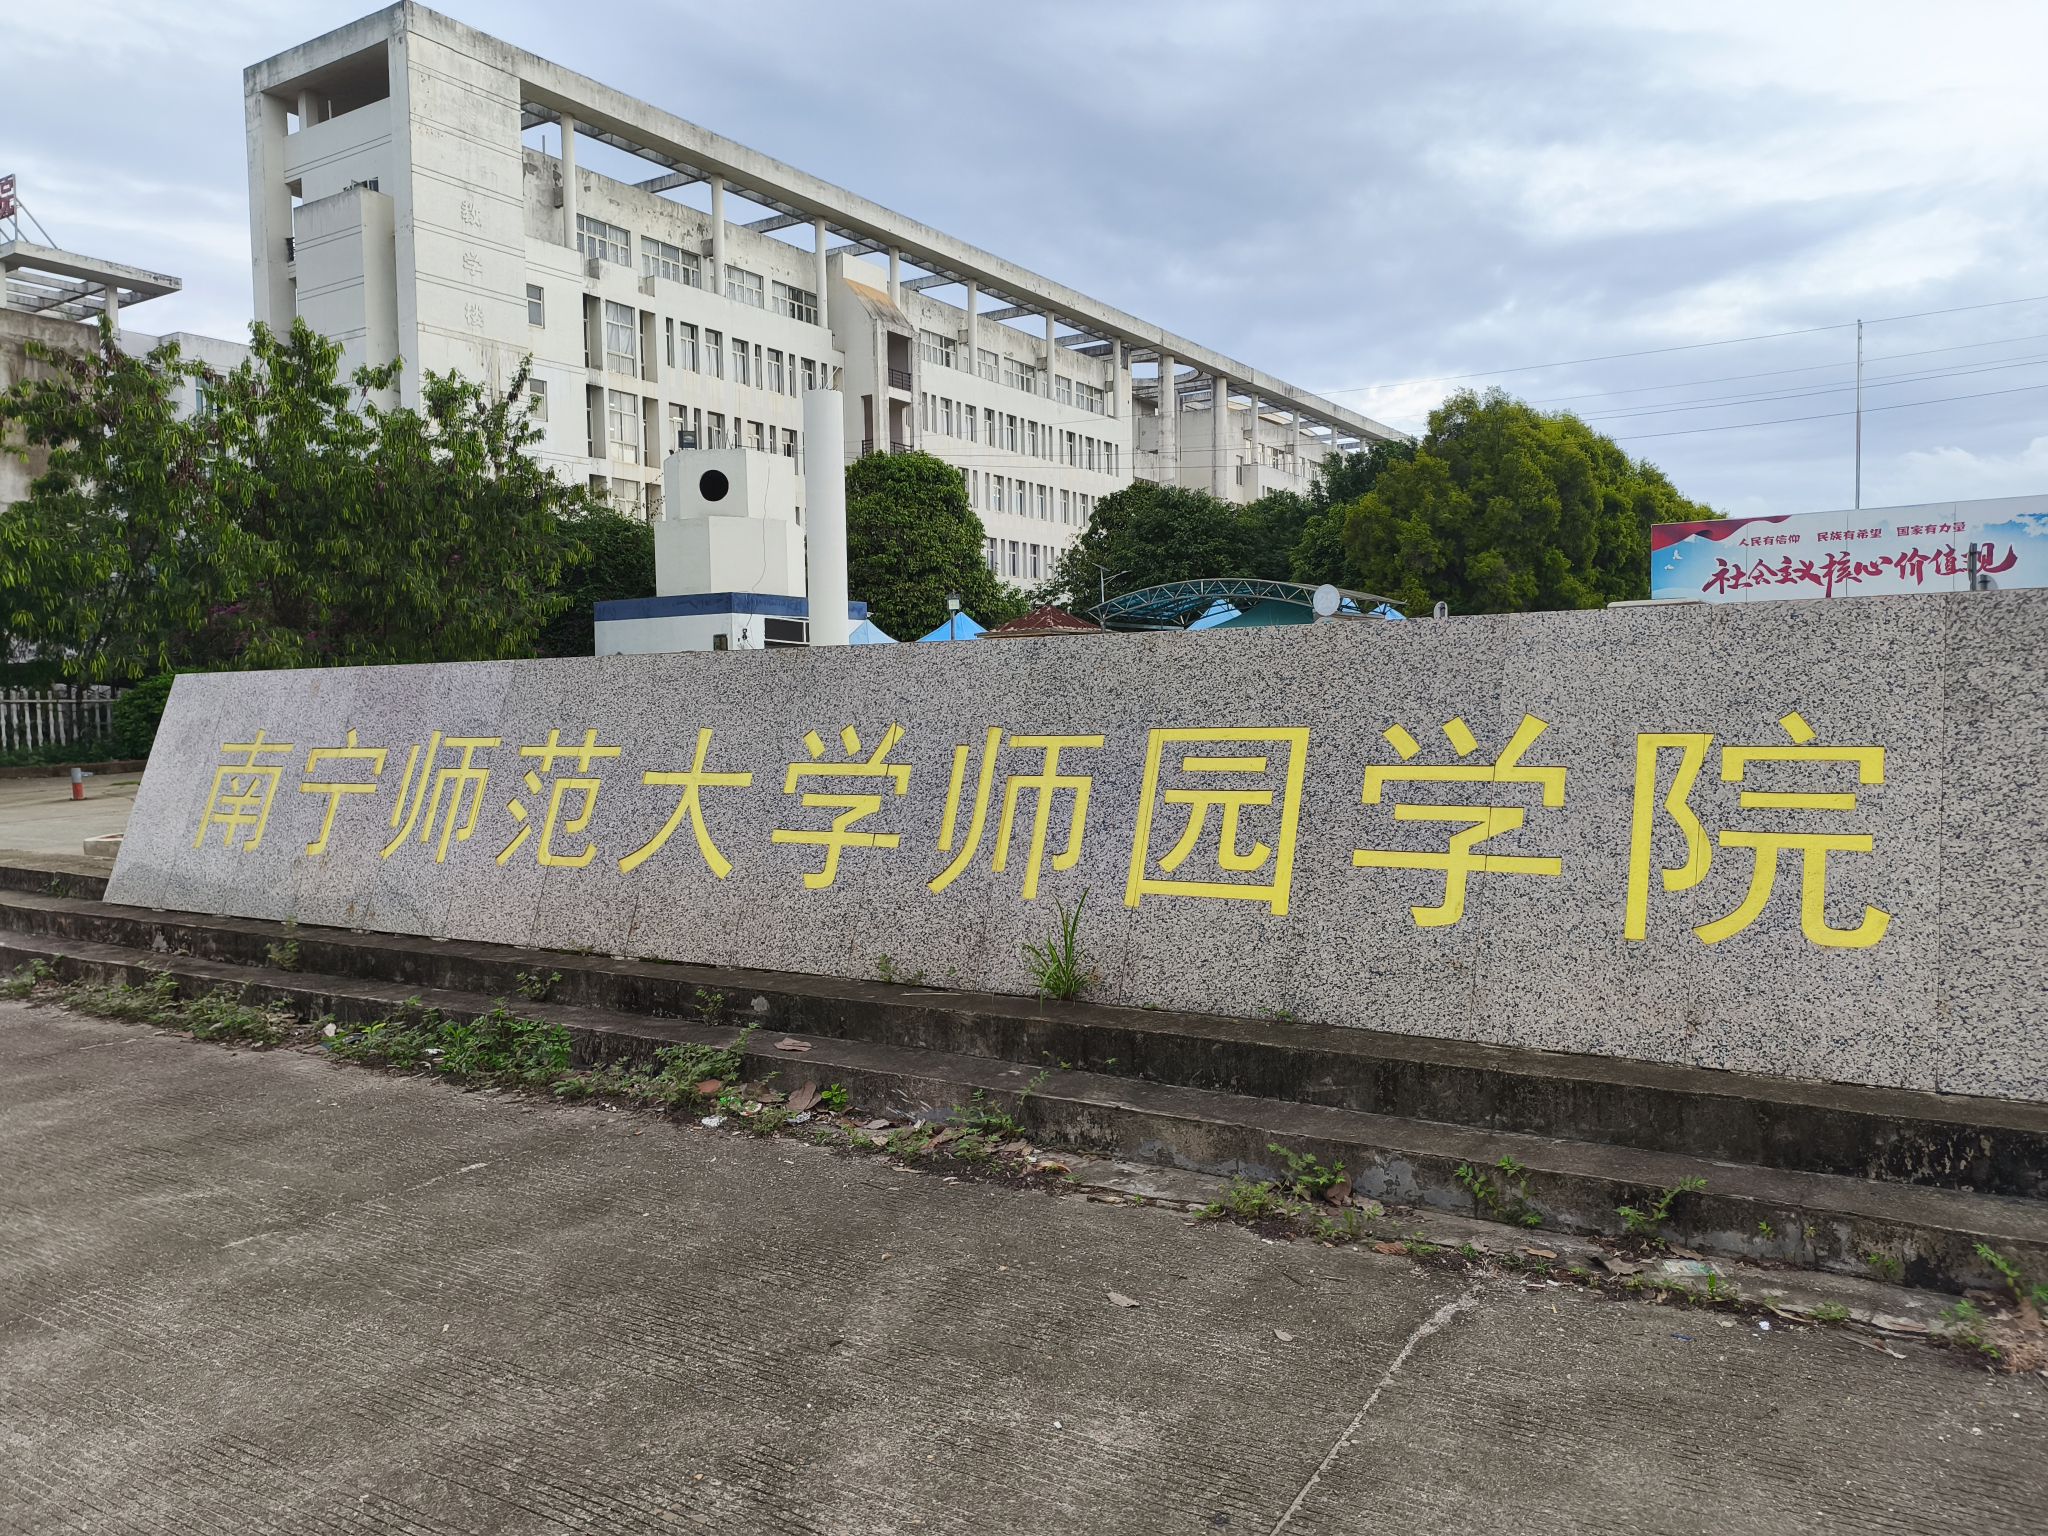 院
教学楼
人民有信仰 民族有希望 国家有力量
社会主义核心价值观
南宁师范大学师园学院